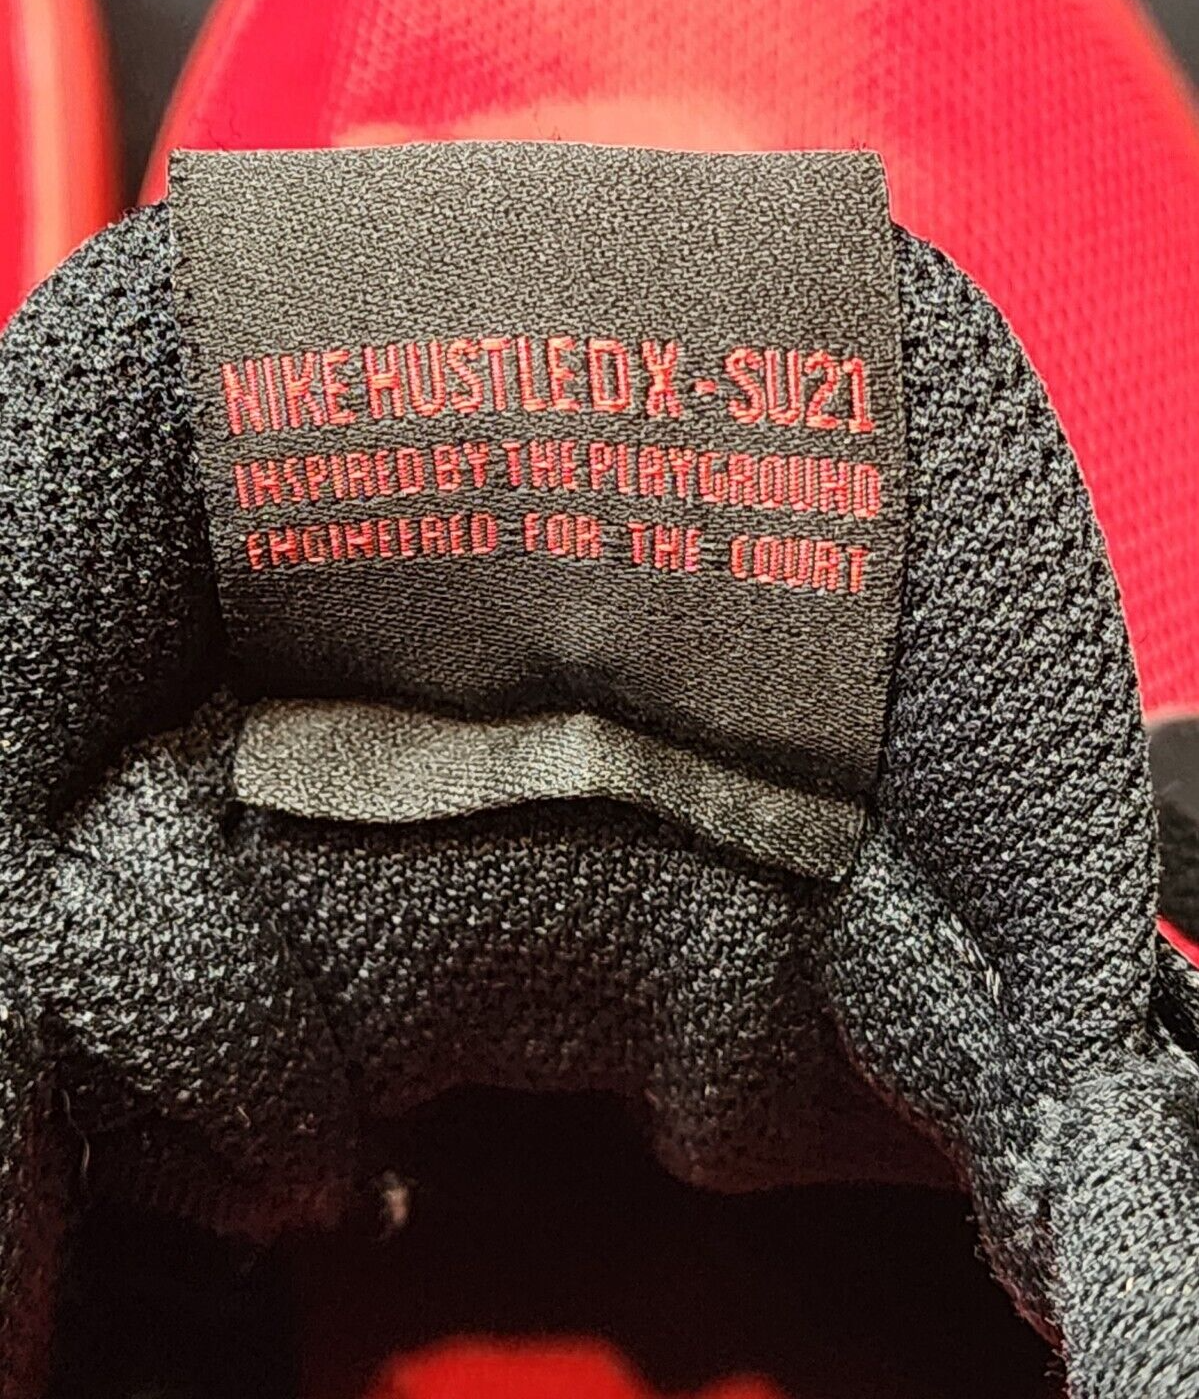 NIKE HUSTLE D X - SU21
INSPIRED BY THE PLAYGROUND
ENGINEERED FOR THE COURT